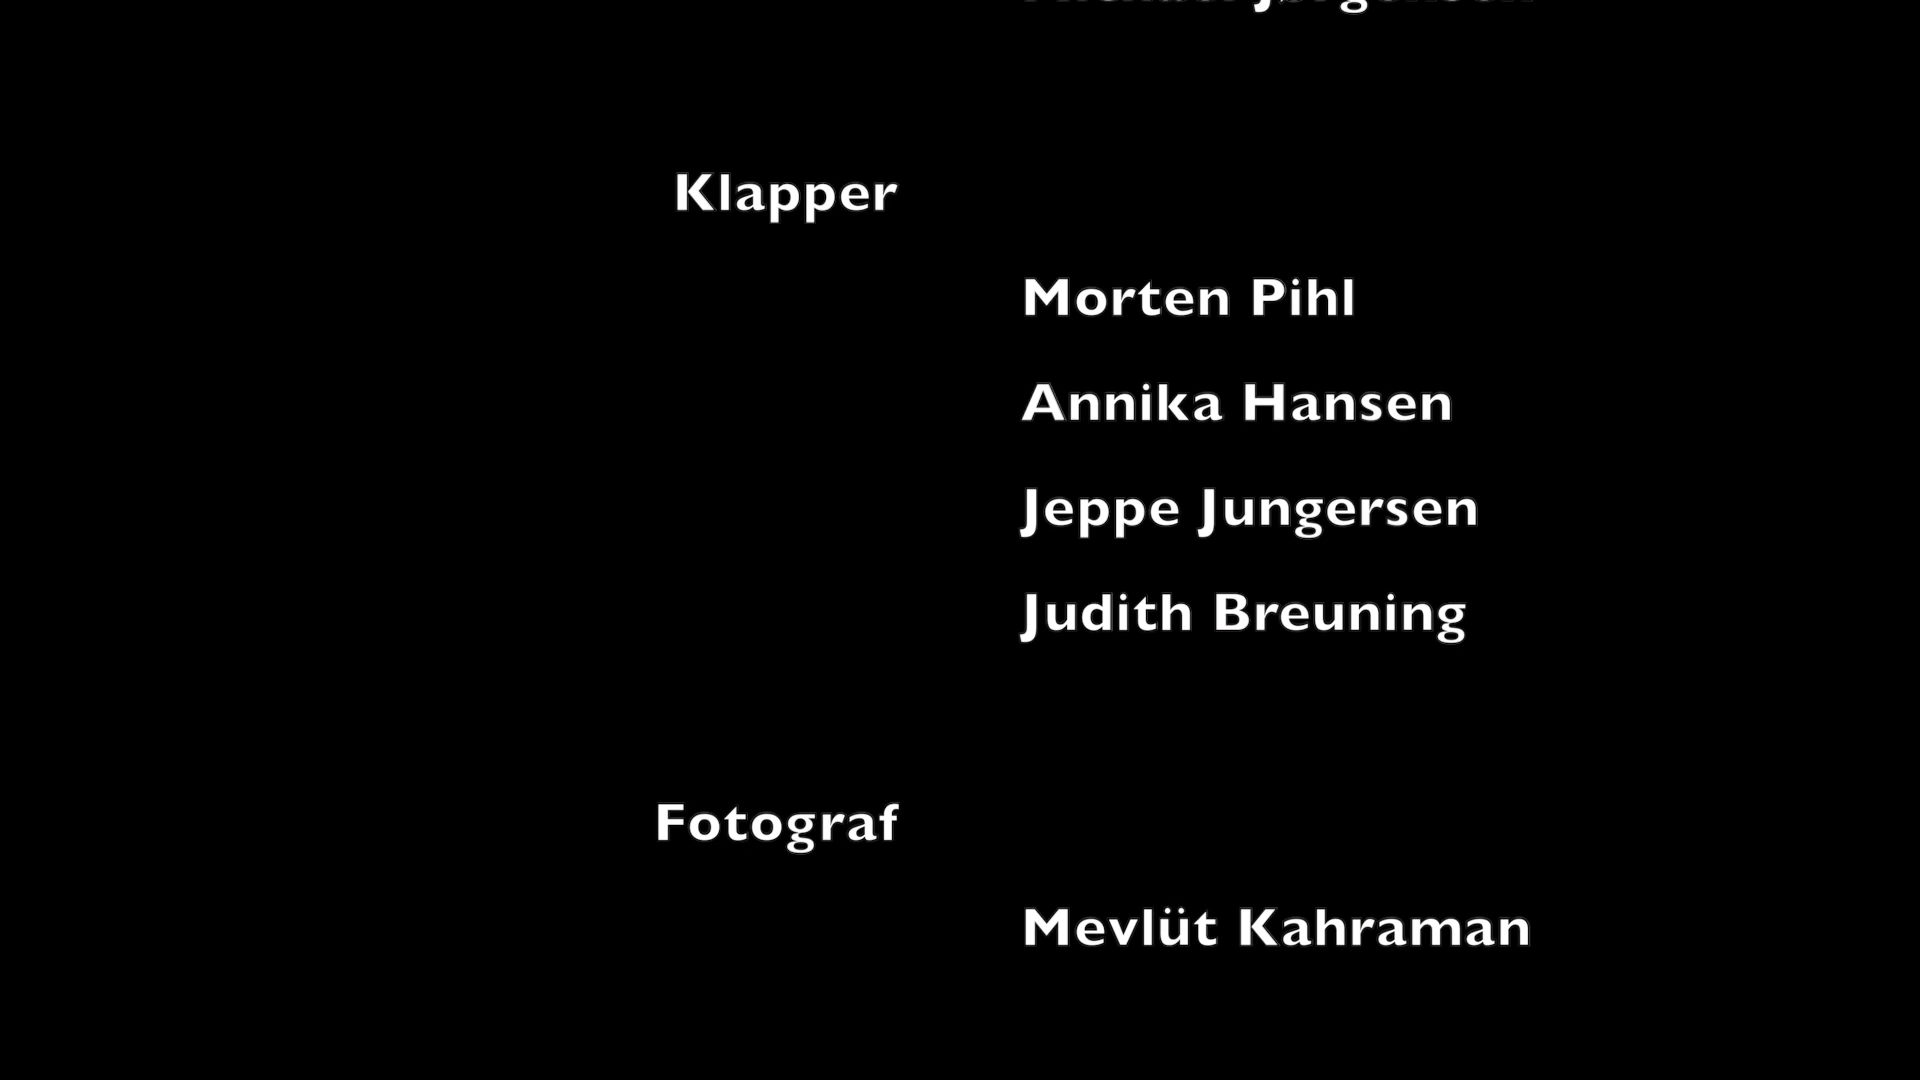 Klapper
Morten Pihl
Annika Hansen
Jeppe Jungersen
Judith Breuning
Fotograf
Mevlüt Kahraman